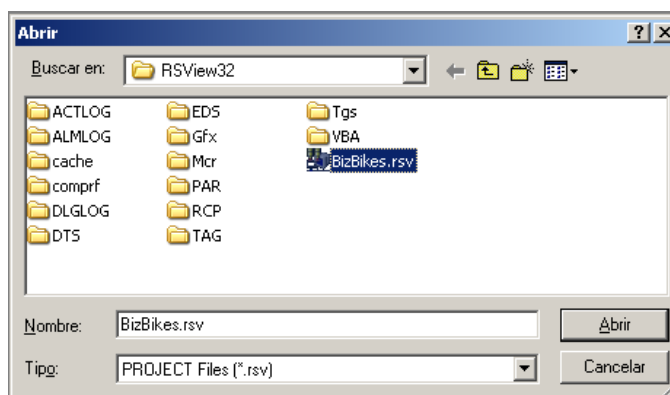 Abrir
Buscar en: RSView32
ACTLOG EDS Tgs
ALMLOG Gfx VBA
cache Mcr BizBikes.rsv
comprf PAR
DLGLOG RCP
DTS TAG
Nombre: BizBikes.rsv Abrir
Tipo: PROJECT Files (*.rsv) Cancelar